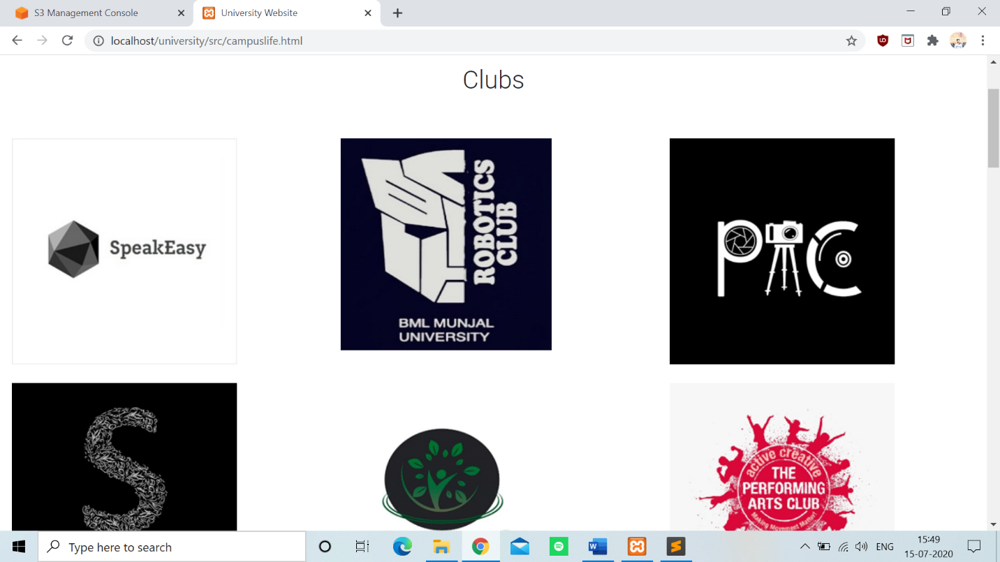 S3 Management Console
University Website
localhost/university/src/campuslife.html
Clubs
SpeakEasy
ROBOTICS
CLUB
BML MUNJAL
UNIVERSITY
PAC
S
active creative
THE
PERFORMING
ARTS CLUB
Making Movement Matter!
Type here to search
ENG
15:49
15-07-2020